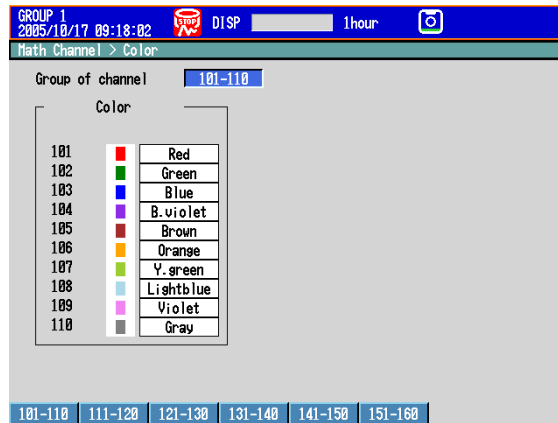 GROUP 1
2005/10/17 09:18:02 STOP DISP 1hour
Math Channel > Color
Group of channel 101-110
Color
101 Red
102 Green
103 Blue
104 B.violet
105 Brown
106 Orange
107 Y.green
108 Lightblue
109 Violet
110 Gray
101-110 111-120 121-130 131-140 141-150 151-160